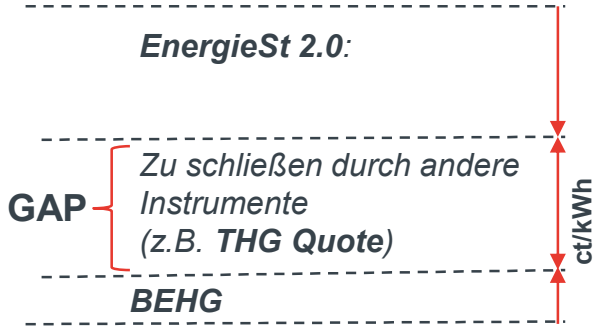 EnergieSt 2.0:
Zu schließen durch andere
Instrumente
(z.B. THG Quote)
GAP
BEHG
ct/kWh